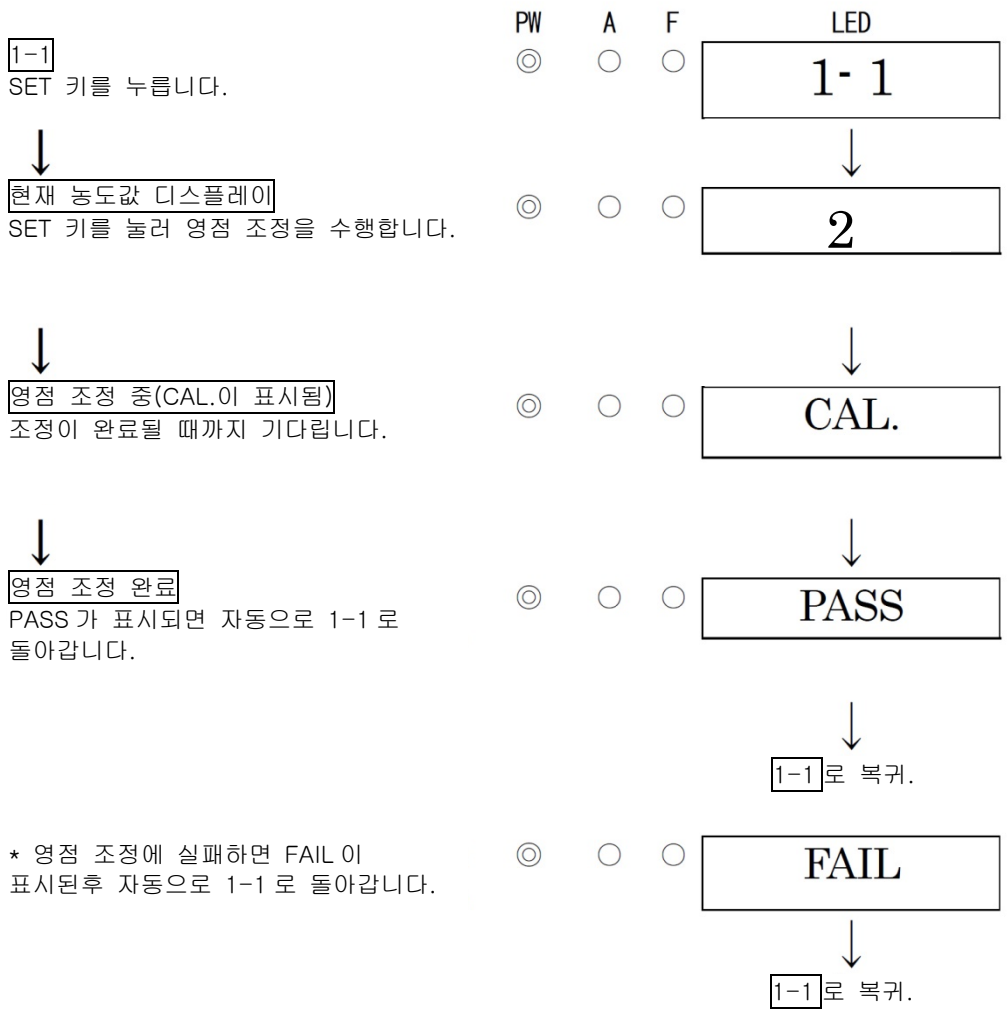 PW A F LED
1-1
SET 키를 누릅니다.
◎ ○ ○ 1- 1
↓ ↓
현재 농도값 디스플레이
SET 키를 눌러 영점 조정을 수행합니다.
◎ ○ ○ 2
↓ ↓
영점 조정 중(CAL.이 표시됨)
조정이 완료될 때까지 기다립니다.
◎ ○ ○ CAL.
↓ ↓
영점 조정 완료
PASS 가 표시되면 자동으로 1-1 로
돌아갑니다.
◎ ○ ○ PASS
↓
1-1 로 복귀.
* 영점 조정에 실패하면 FAIL 이
표시된후 자동으로 1-1 로 돌아갑니다.
◎ ○ ○ FAIL
↓
1-1 로 복귀.